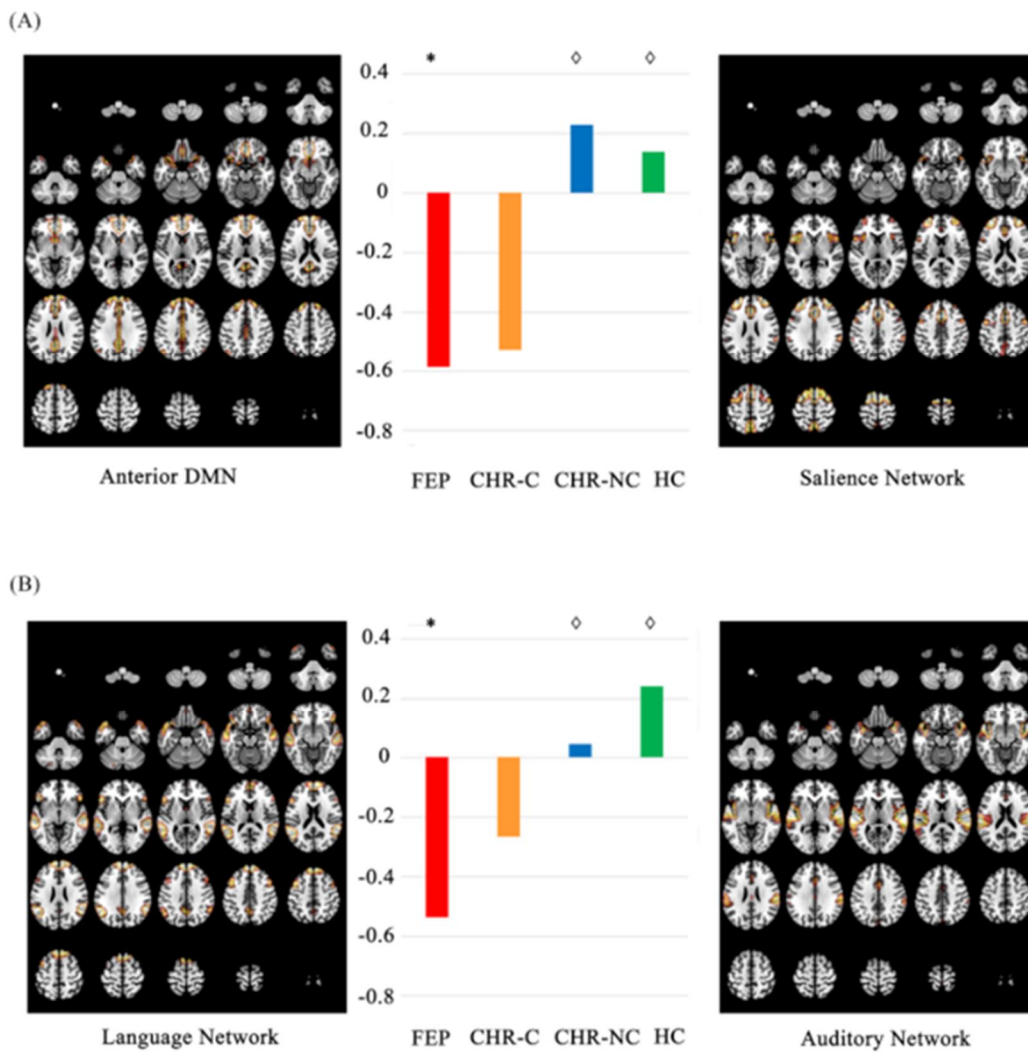 (A)
* ◊ ◊
0.4
0.2
0
-0.2
-0.4
-0.6
-0.8
Anterior DMN
FEP CHR-C CHR-NC HC
Salience Network
(B)
* ◊ ◊
0.4
0.2
0
-0.2
-0.4
-0.6
-0.8
Language Network
FEP CHR-C CHR-NC HC
Auditory Network